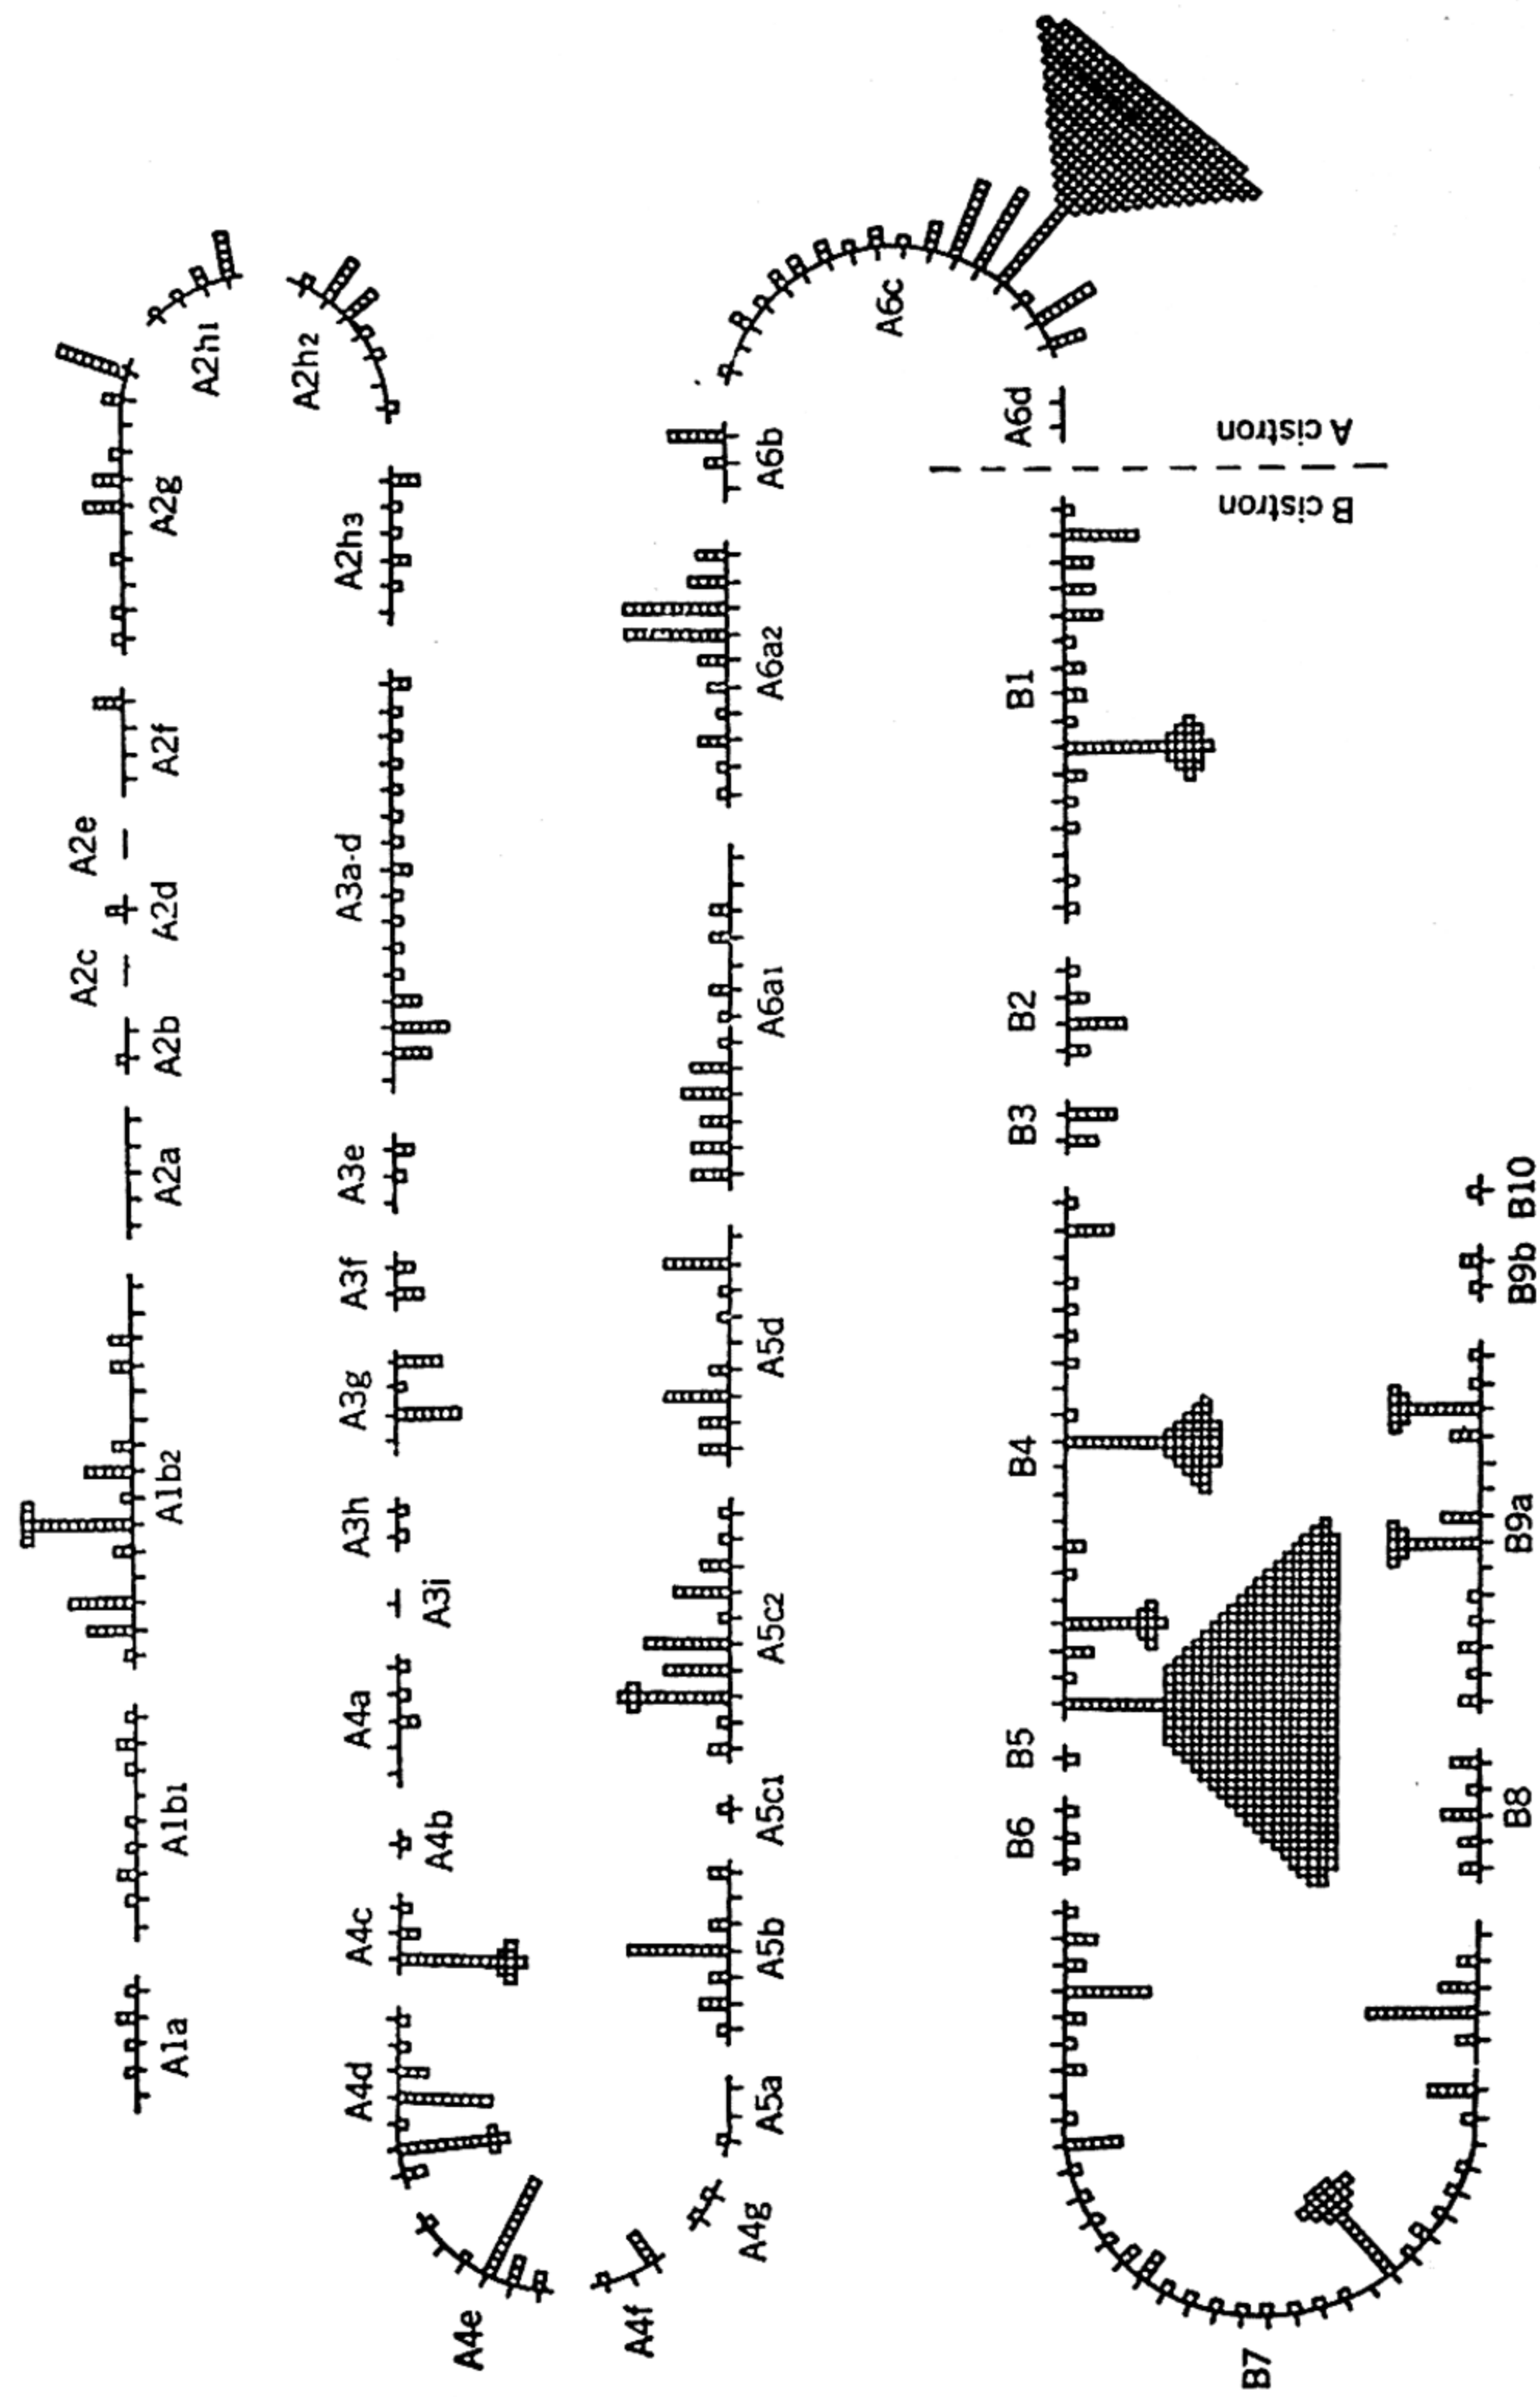 A1a
A1b1
A1b2
A2a
A2b
A2c
A2d
A2e
A2f
A2g
A2h1
A2h2
A2h3
A3a-d
A3e
A3f
A3g
A3h
A3i
A4a
A4b
A4c
A4d
A4e
A4f
A4g
A5a
A5b
A5c1
A5c2
A5d
A6a1
A6a2
A6b
A6c
A6d
A cistron
B cistron
B1
B2
B3
B4
B5
B6
B7
B8
B9a
B9b
B10